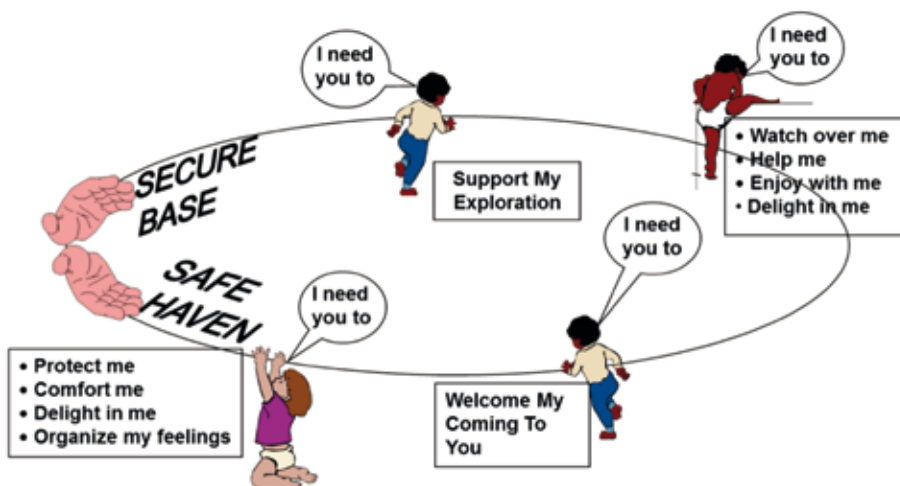 I need
you to
I need
you to
SECURE
BASE
Support My
Exploration
• Watch over me
• Help me
• Enjoy with me
• Delight in me
I need
you to
SAFE
HAVEN
I need
you to
• Protect me
• Comfort me
• Delight in me
• Organize my feelings
Welcome My
Coming To
You